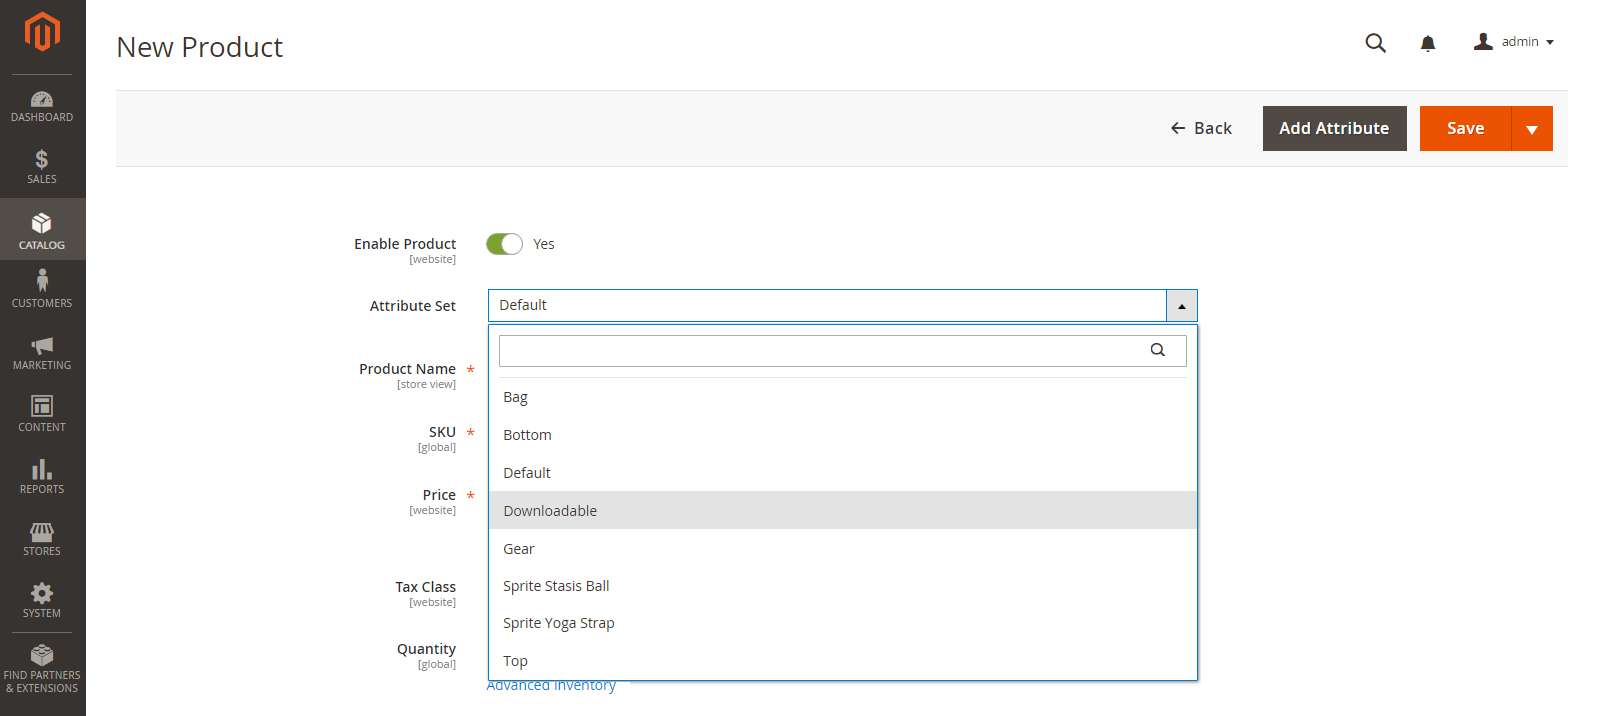 New Product
admin
DASHBOARD
SALES
CATALOG
CUSTOMERS
MARKETING
CONTENT
REPORTS
STORES
SYSTEM
FIND PARTNERS
& EXTENSIONS
Back
Add Attribute
Save
Enable Product
[website]
Yes
Attribute Set
Default
Product Name *
[store view]
SKU *
[global]
Price *
[website]
Tax Class
[website]
Quantity
[global]
Bag
Bottom
Default
Downloadable
Gear
Sprite Stasis Ball
Sprite Yoga Strap
Top
Advanced Inventory